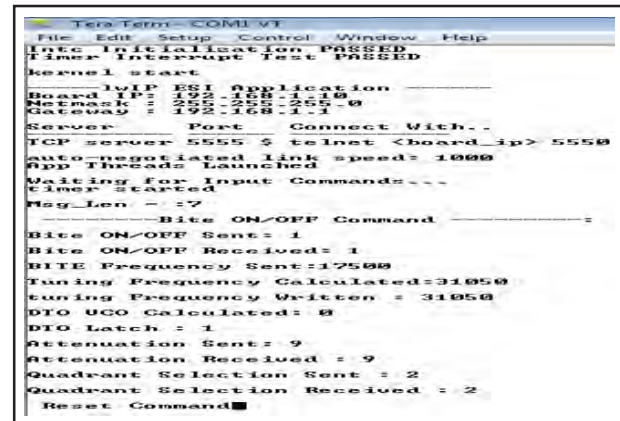 Tera Term - COM1 VT
File Edit Setup Control Window Help
Intc Initialization PASSED
Timer Interrupt Test PASSED
kernel start
------lwIP ESI Application ------
Board IP: 192.168.1.10
Netmask : 255.255.255.0
Gateway : 192.168.1.1
Server Port Connect With..
TCP server 5555 $ telnet <board_ip> 5550
auto-negotiated link speed: 1000
App Threads Launched
Waiting for Input Commands...
timer started
Msg_Len - :7
----------Bite ON/OFF Command -----------:
Bite ON/OFF Sent: 1
Bite ON/OFF Received: 1
BITE Frequency Sent:17500
Tuning Frequency Calculated:31050
tuning Frequency Written : 31050
DTO VCO Calculated: 0
DTO Latch : 1
Attenuation Sent: 9
Attenuation Received : 9
Quadrant Selection Sent : 2
Quadrant Selection Received : 2
Reset Command